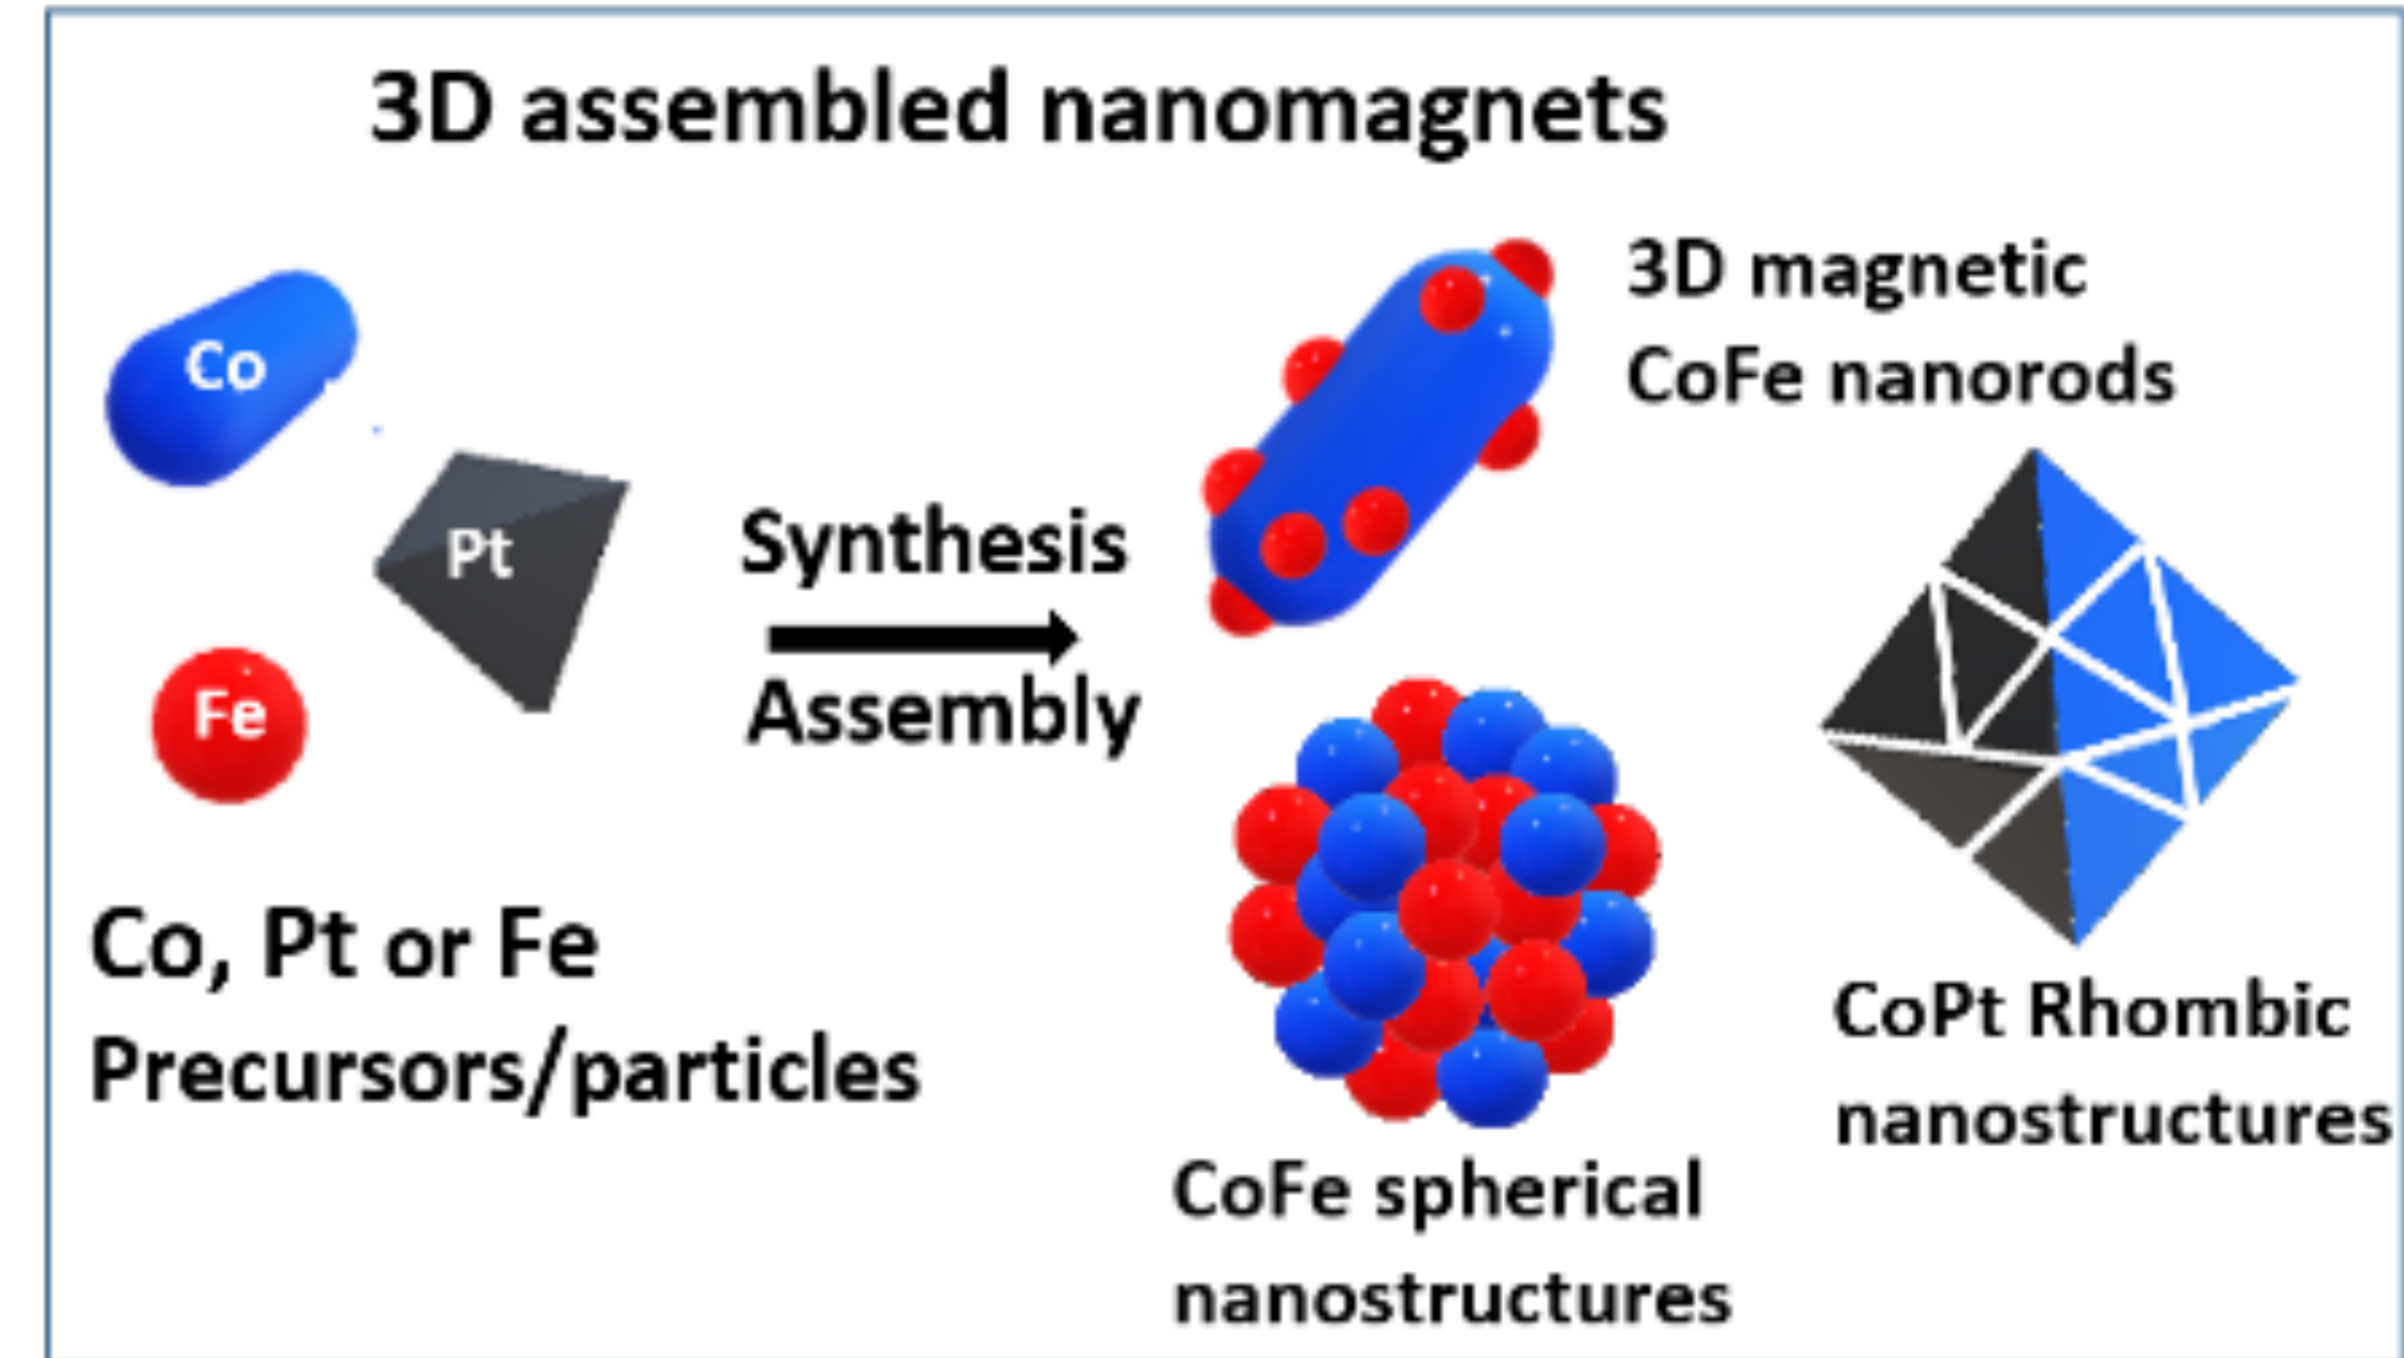 3D assembled nanomagnets
Co
Pt
Fe
Co, Pt or Fe
Precursors/particles
Synthesis
Assembly
3D magnetic
CoFe nanorods
CoFe spherical
nanostructures
CoPt Rhombic
nanostructures